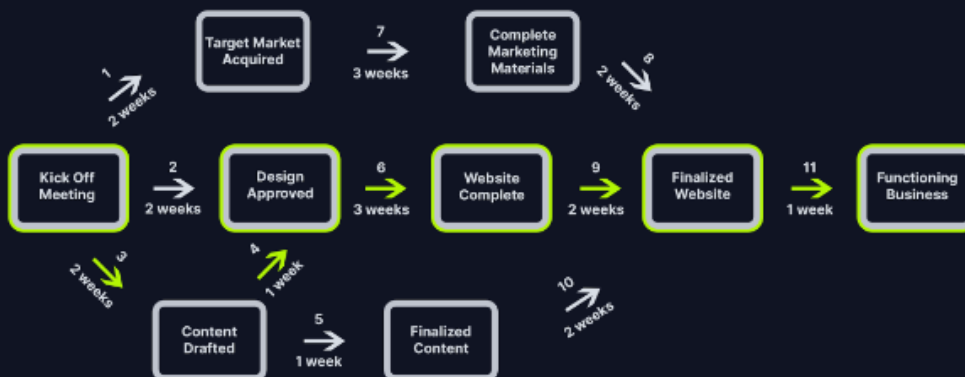 Target Market
Acquired
7
3 weeks
Complete
Marketing
Materials
1
2 weeks
8
2 weeks
Kick Off
Meeting
2
2 weeks
Design
Approved
6
3 weeks
Website
Complete
9
2 weeks
Finalized
Website
11
1 week
Functioning
Business
3
2 weeks
4
1 week
Content
Drafted
5
1 week
Finalized
Content
10
2 weeks